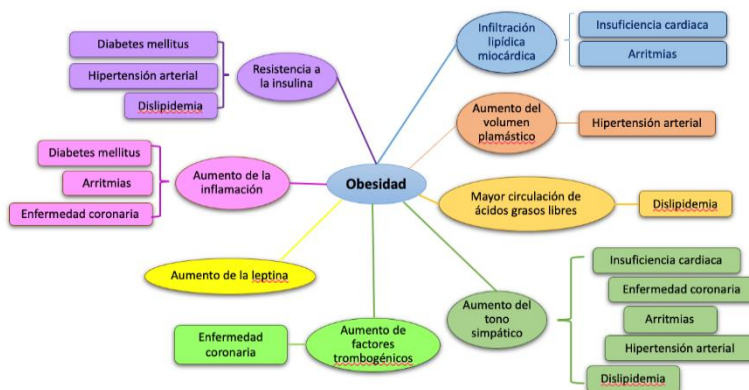 Diabetes mellitus
Hipertensión arterial
Dislipidemia
Resistencia a
la insulina
Infiltración
lipídica
miocárdica
Insuficiencia cardiaca
Arritmias
Aumento del
volumen
plamástico
Hipertensión arterial
Diabetes mellitus
Arritmias
Enfermedad coronaria
Aumento de la
inflamación
Obesidad
Mayor circulación de
ácidos grasos libres
Dislipidemia
Aumento de la leptina
Enfermedad
coronaria
Aumento de
factores
trombogénicos
Aumento del
tono
simpático
Insuficiencia cardiaca
Enfermedad coronaria
Arritmias
Hipertensión arterial
Dislipidemia